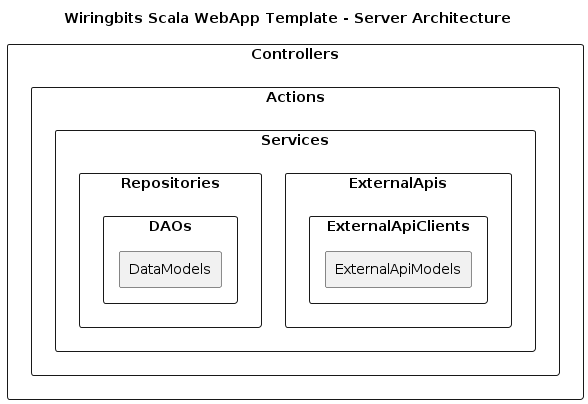 Wiringbits Scala WebApp Template - Server Architecture
Controllers
Actions
Services
Repositories
DAOs
DataModels
ExternalApis
ExternalApiClients
ExternalApiModels